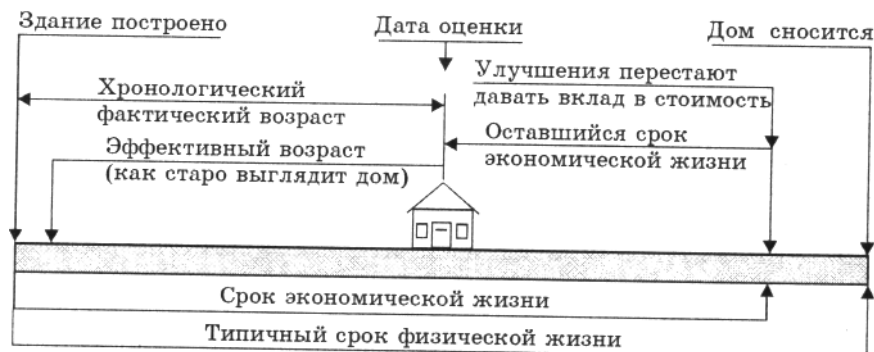 Здание построено
Дата оценки
Дом сносится
Улучшения перестают
давать вклад в стоимость
Хронологический
фактический возраст
Оставшийся срок
экономической жизни
Эффективный возраст
(как старо выглядит дом)
Срок экономической жизни
Типичный срок физической жизни